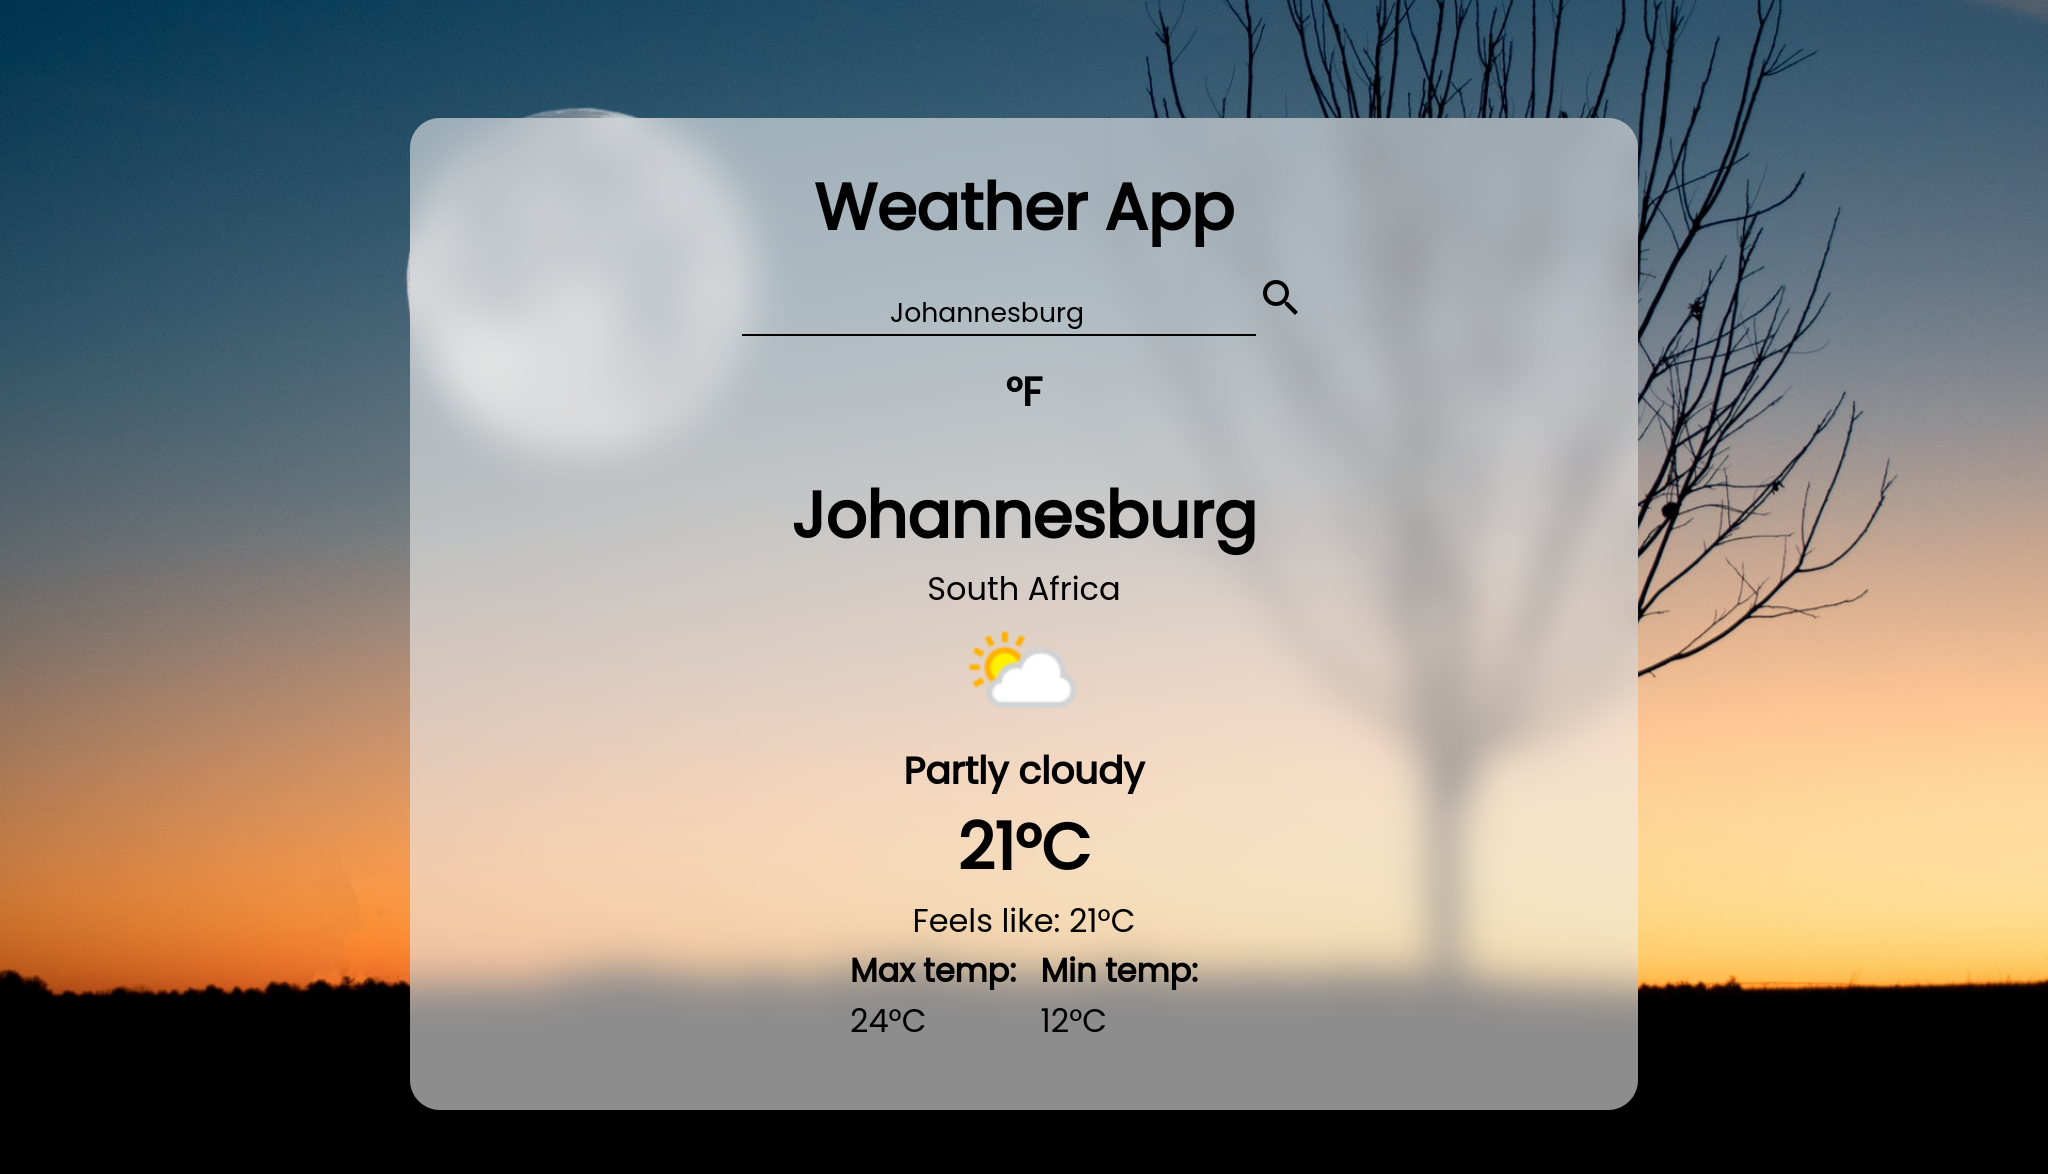 Weather App
Johannesburg
°F
Johannesburg
South Africa
Partly cloudy
21°C
Feels like: 21°C
Max temp: Min temp:
24°C 12°C